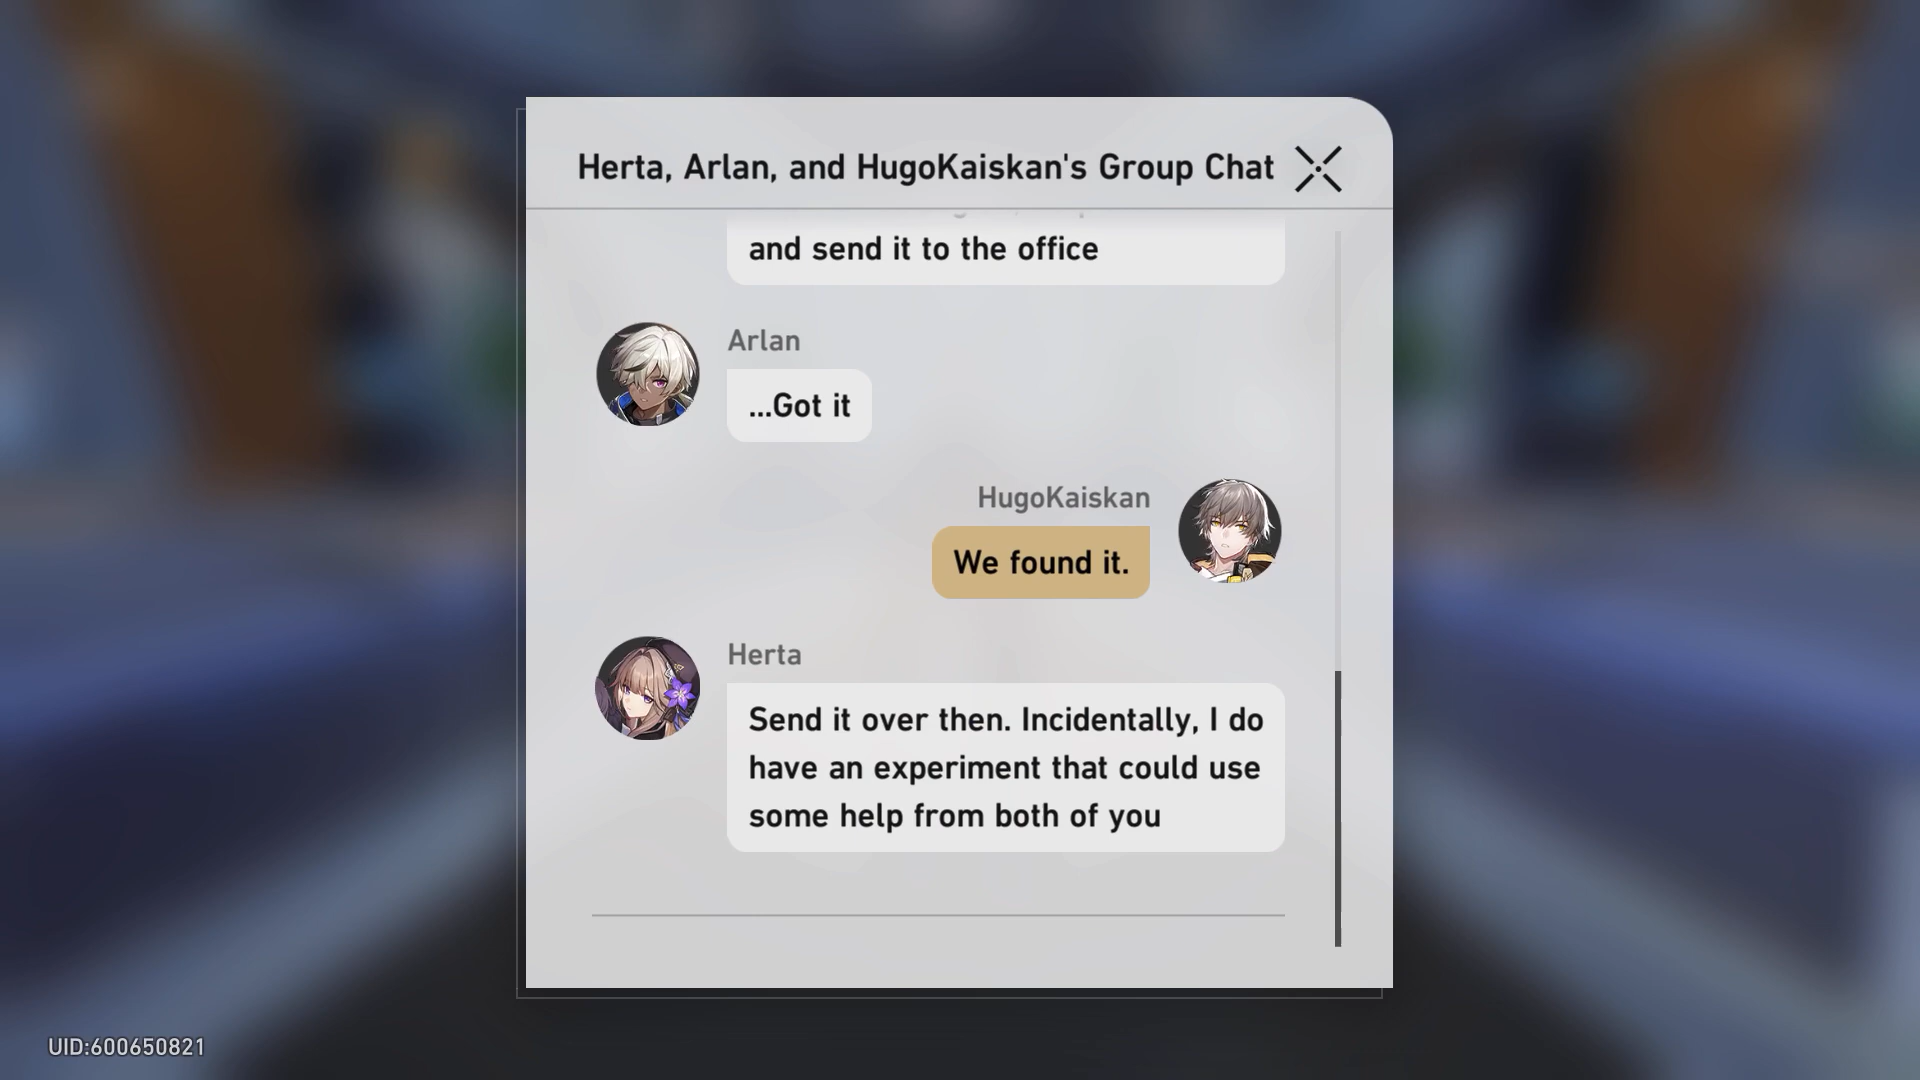 Herta, Arlan, and HugoKaiskan's Group Chat
and send it to the office
Arlan
...Got it
HugoKaiskan
We found it.
Herta
Send it over then. Incidentally, I do
have an experiment that could use
some help from both of you
UID:600650821